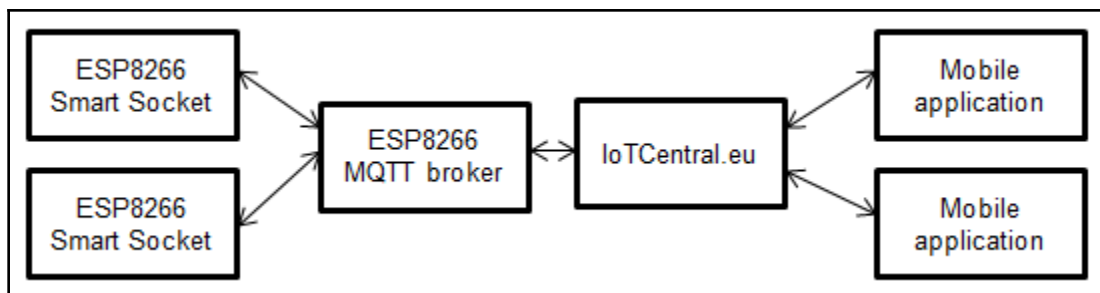 ESP8266
Smart Socket
ESP8266
Smart Socket
ESP8266
MQTT broker
IoTCentral.eu
Mobile
application
Mobile
application